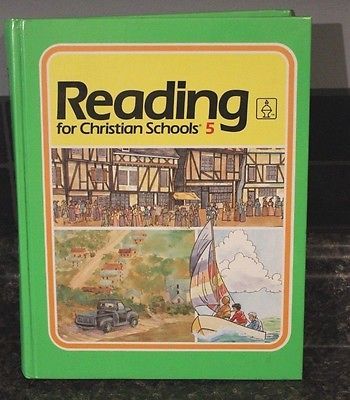 Reading
for Christian Schools® 5